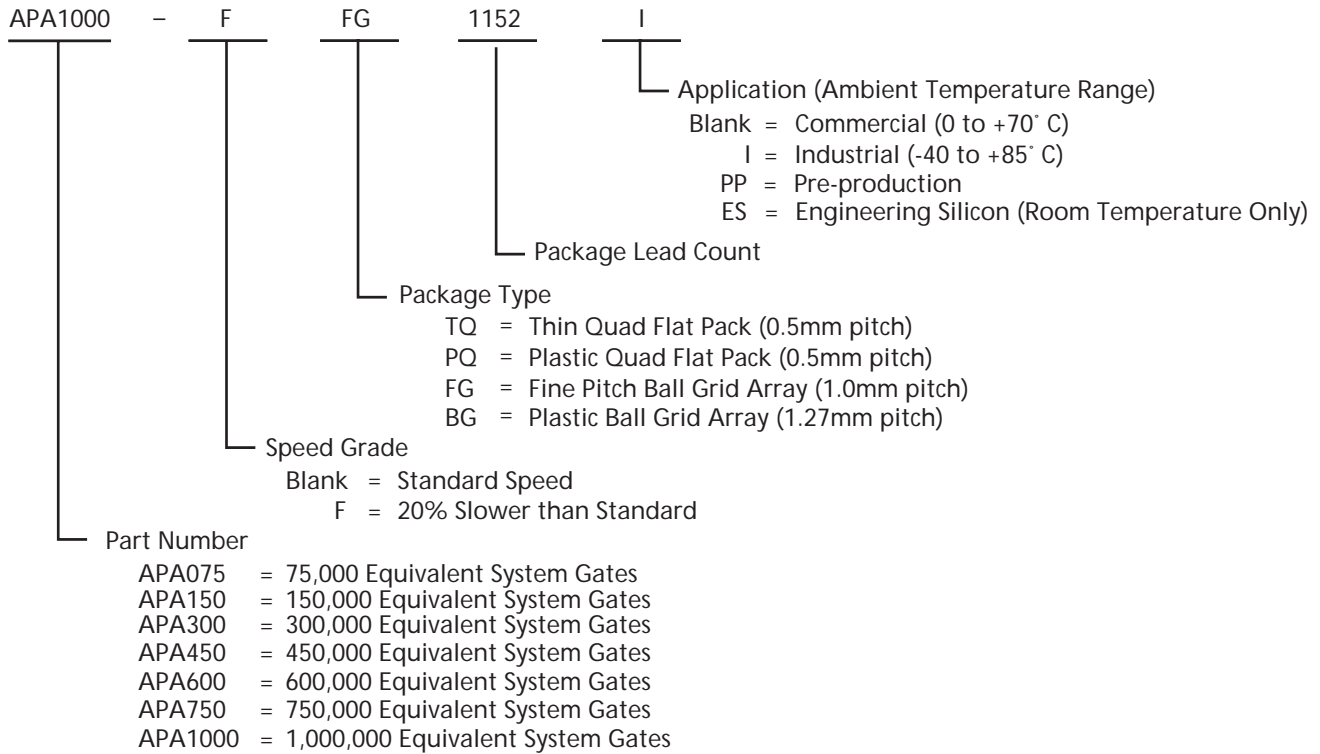 APA1000 – F FG 1152 I
Application (Ambient Temperature Range)
Blank = Commercial (0 to +70˚ C)
I = Industrial (-40 to +85˚ C)
PP = Pre-production
ES = Engineering Silicon (Room Temperature Only)
Package Lead Count
Package Type
TQ = Thin Quad Flat Pack (0.5mm pitch)
PQ = Plastic Quad Flat Pack (0.5mm pitch)
FG = Fine Pitch Ball Grid Array (1.0mm pitch)
BG = Plastic Ball Grid Array (1.27mm pitch)
Speed Grade
Blank = Standard Speed
F = 20% Slower than Standard
Part Number
APA075 = 75,000 Equivalent System Gates
APA150 = 150,000 Equivalent System Gates
APA300 = 300,000 Equivalent System Gates
APA450 = 450,000 Equivalent System Gates
APA600 = 600,000 Equivalent System Gates
APA750 = 750,000 Equivalent System Gates
APA1000 = 1,000,000 Equivalent System Gates